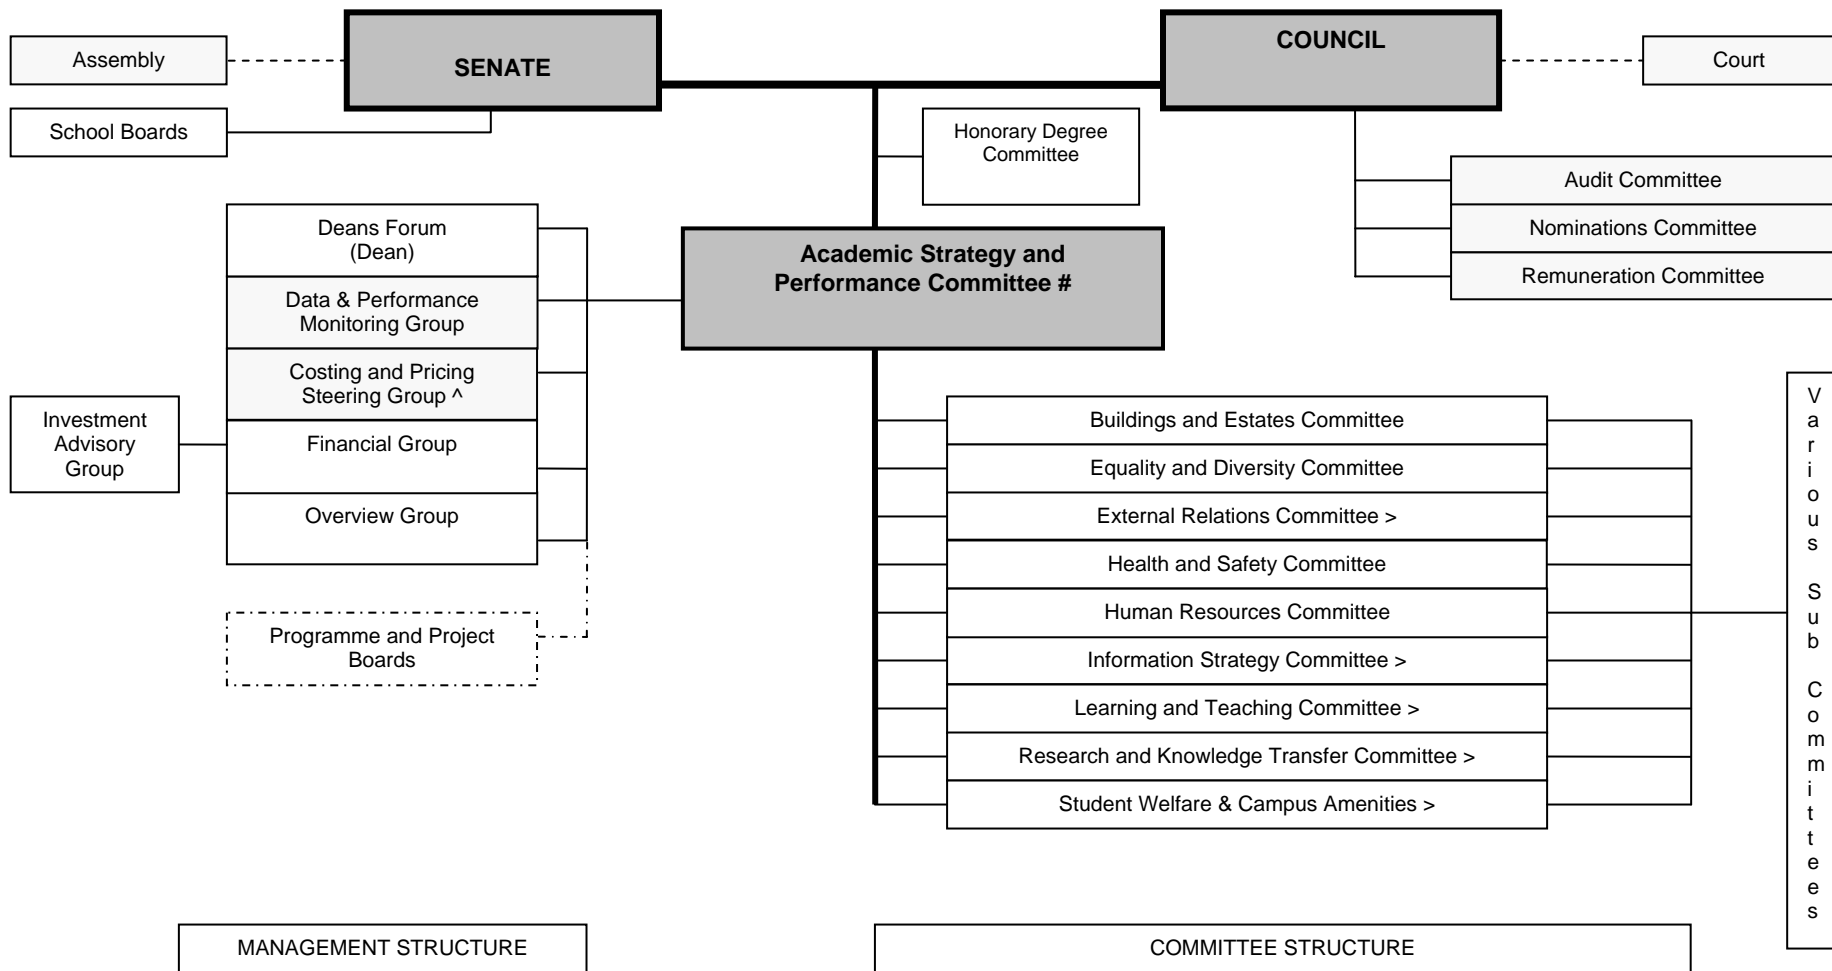 Assembly
SENATE
COUNCIL
Court
School Boards
Honorary Degree
Committee
Audit Committee
Nominations Committee
Remuneration Committee
Deans Forum
(Dean)
Data & Performance
Monitoring Group
Costing and Pricing
Steering Group ^
Financial Group
Overview Group
Academic Strategy and
Performance Committee #
Investment
Advisory
Group
Programme and Project
Boards
Buildings and Estates Committee
Equality and Diversity Committee
External Relations Committee >
Health and Safety Committee
Human Resources Committee
Information Strategy Committee >
Learning and Teaching Committee >
Research and Knowledge Transfer Committee >
Student Welfare & Campus Amenities >
Various Sub Committees
MANAGEMENT STRUCTURE
COMMITTEE STRUCTURE